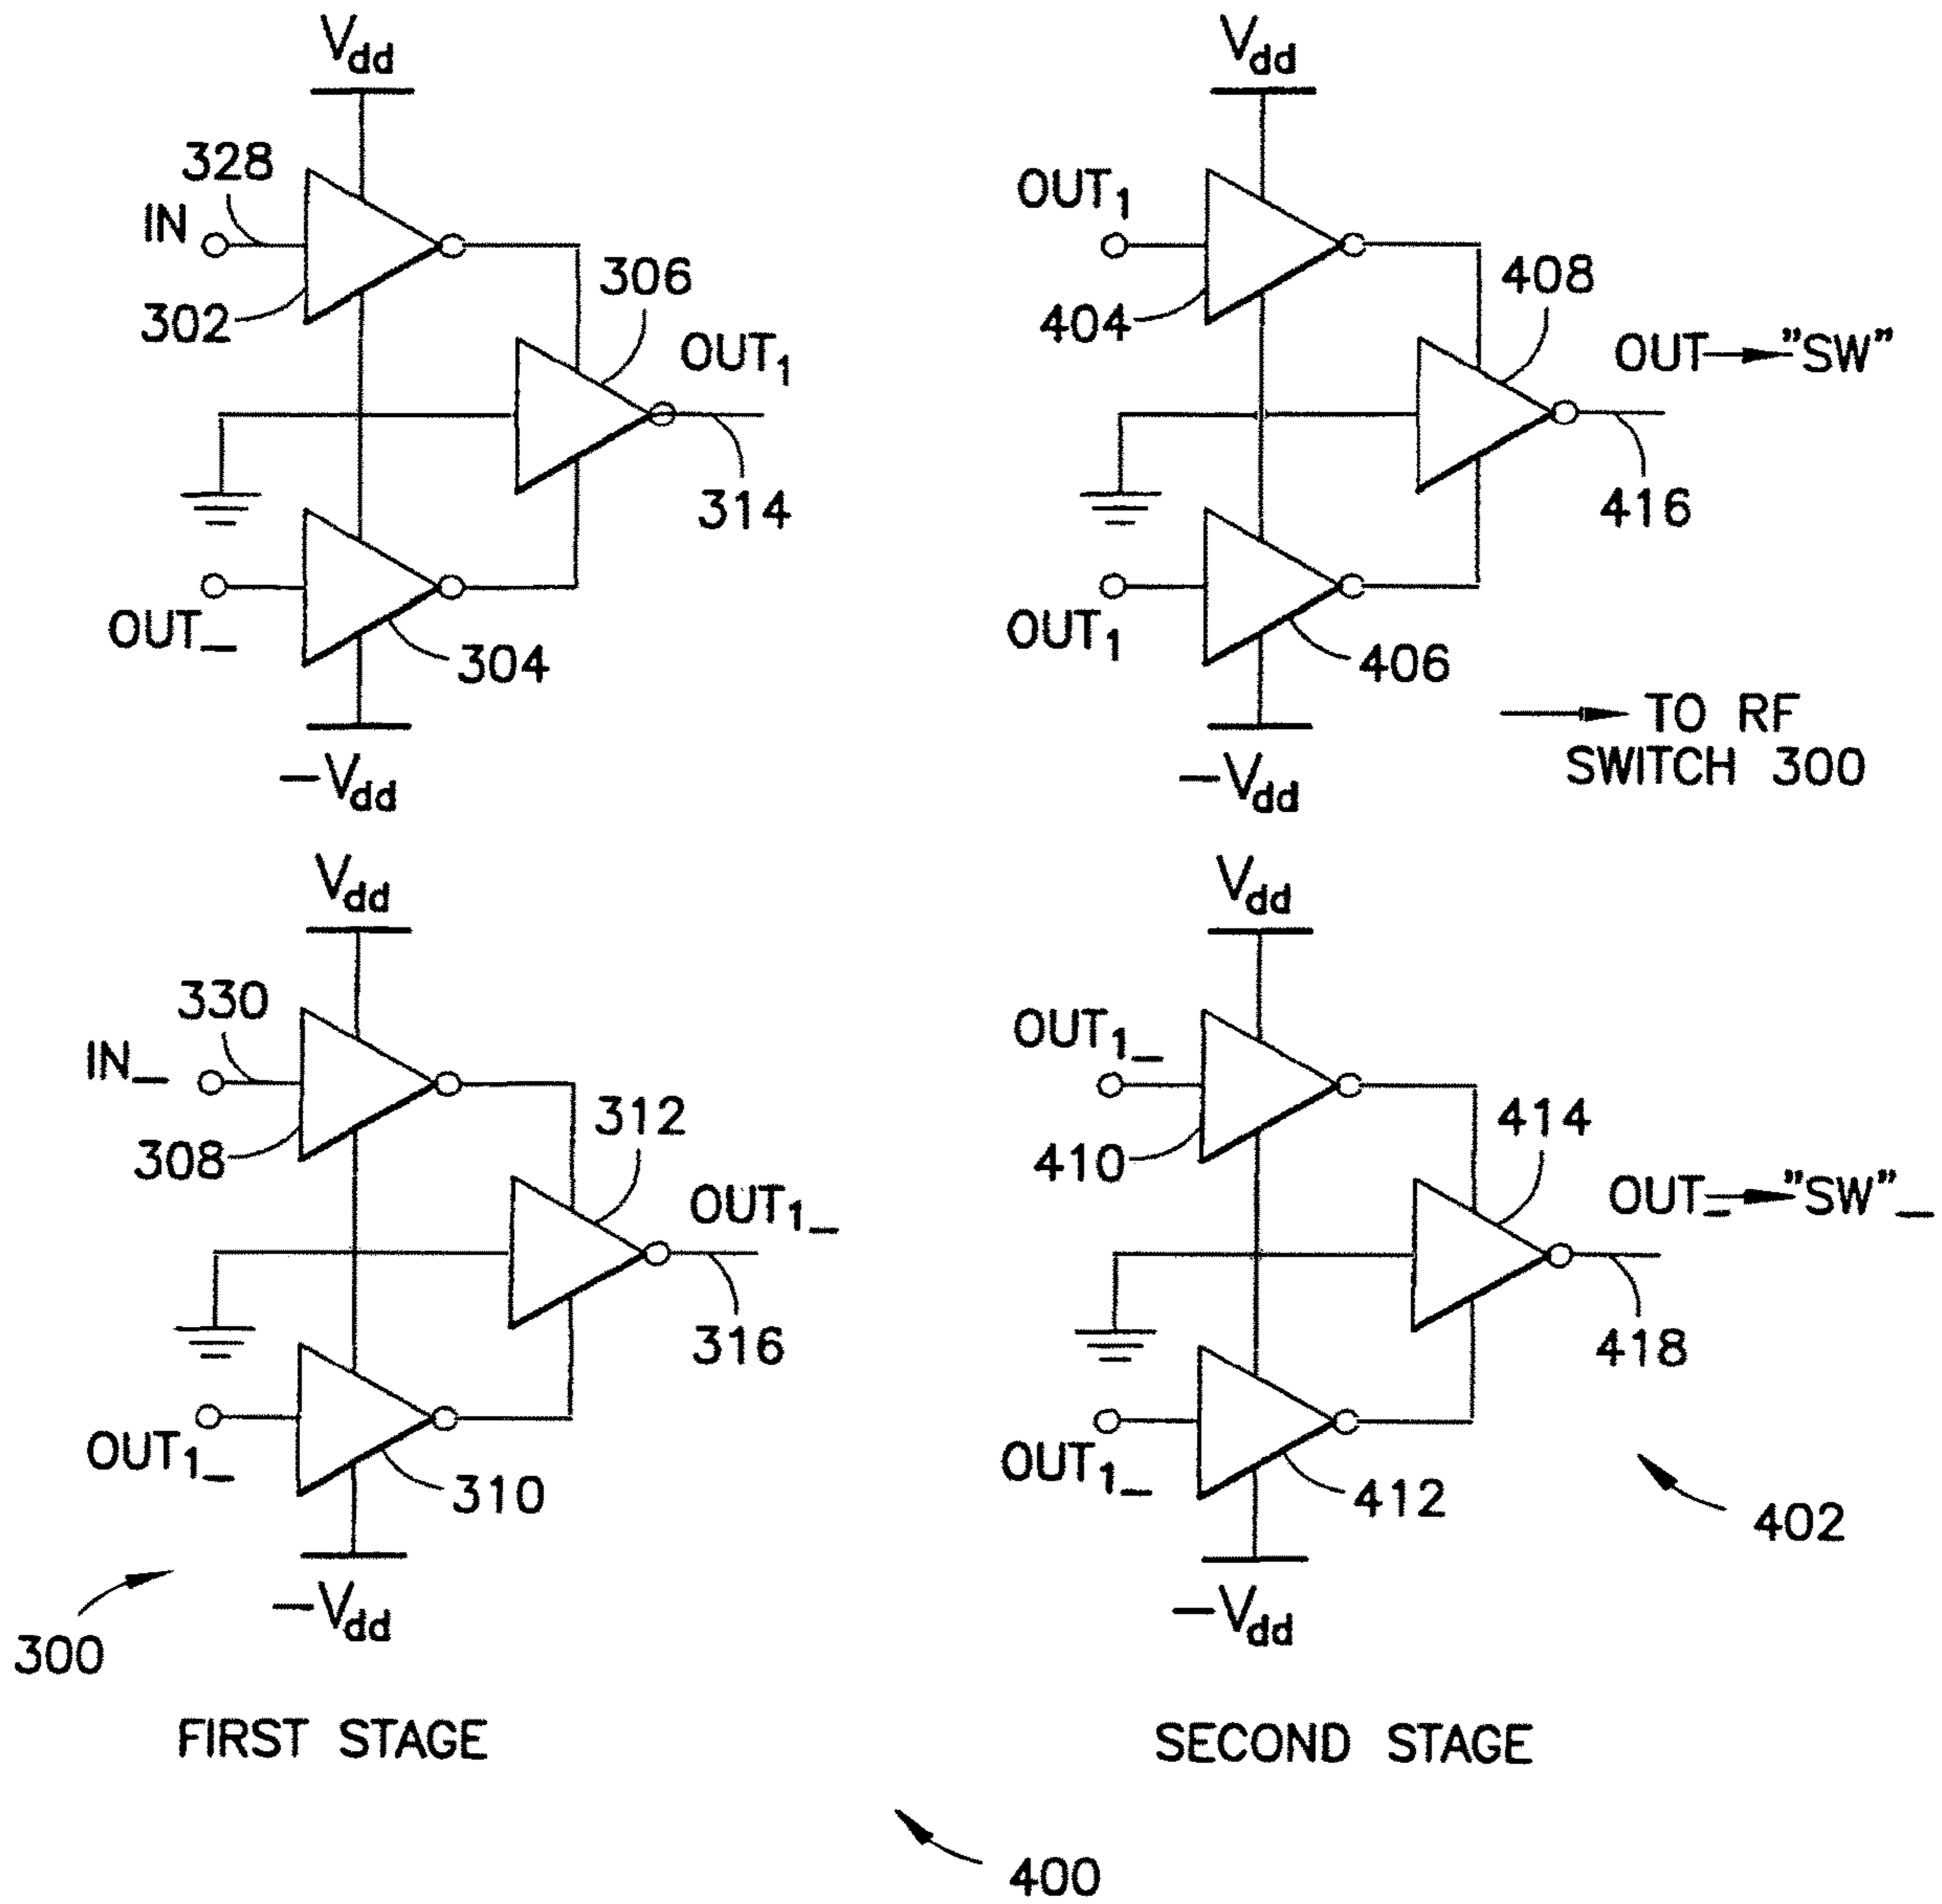 Vdd
328
IN
302
306
OUT1
314
OUT_
304
-Vdd
Vdd
OUT1
404
408
OUT → "SW"
416
OUT1
406
→ TO RF
SWITCH 300
-Vdd
Vdd
330
IN_
308
312
OUT1_
316
OUT1_
310
-Vdd
300
FIRST STAGE
Vdd
OUT1_
410
414
OUT_ → "SW"_
418
OUT1_
412
402
-Vdd
SECOND STAGE
400